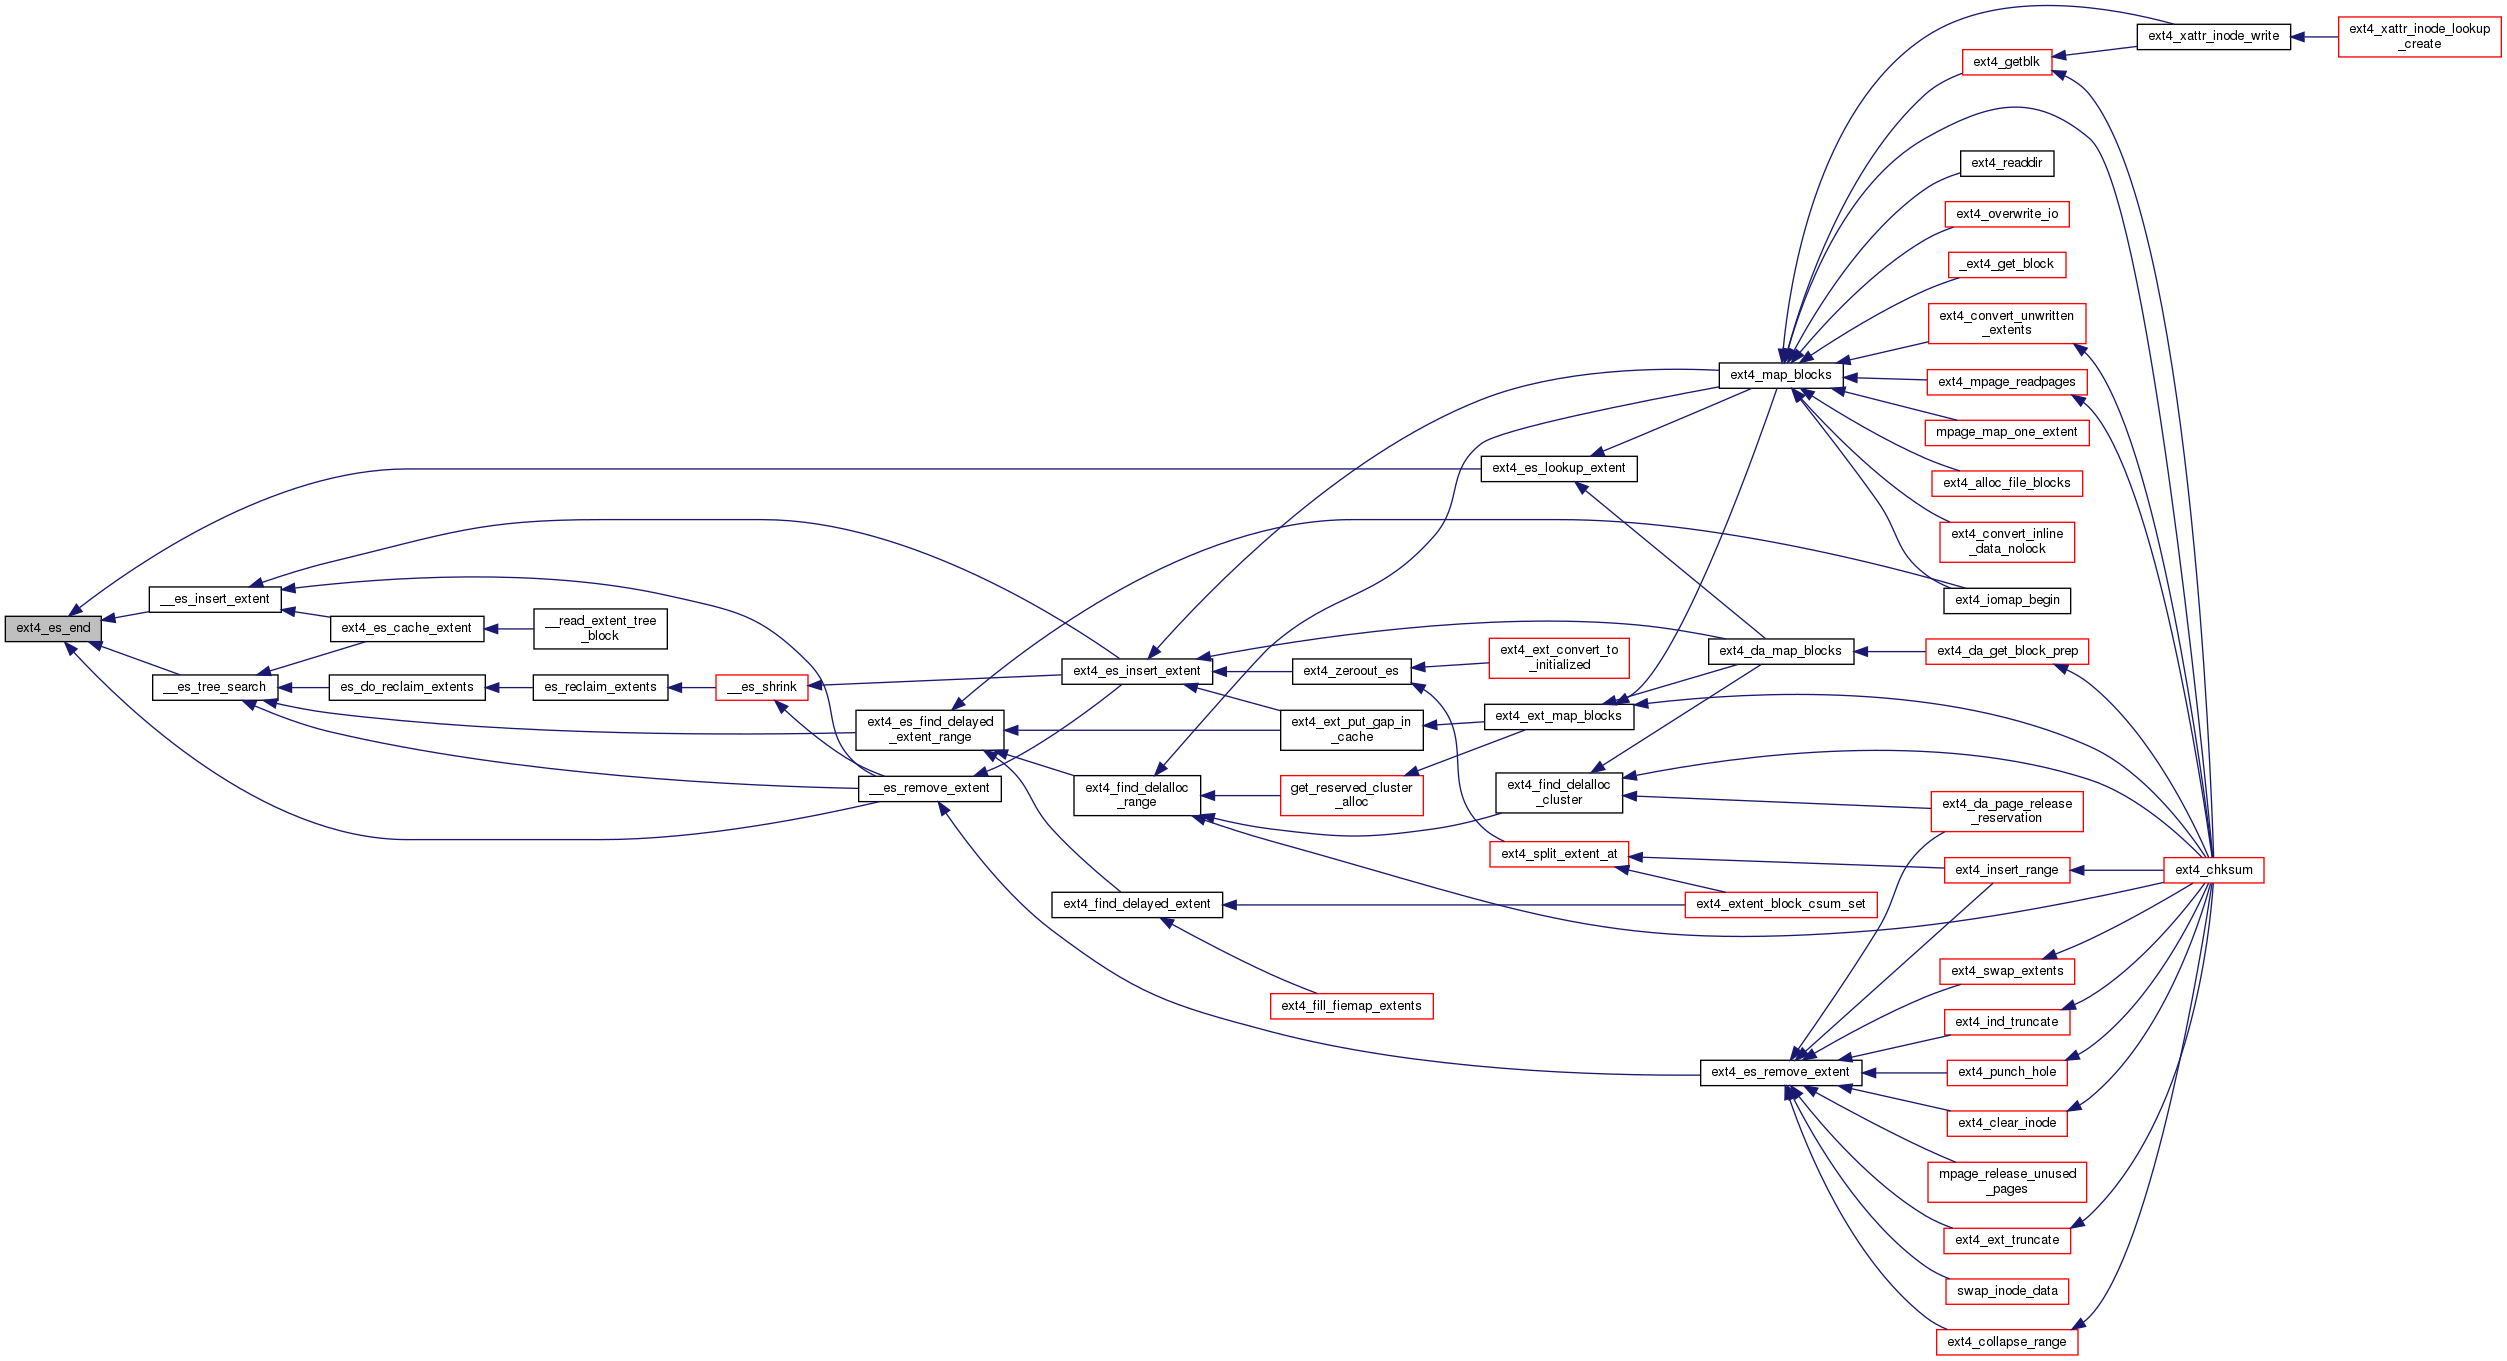 ext4_es_end
__es_insert_extent
__es_tree_search
ext4_es_cache_extent
es_do_reclaim_extents
__read_extent_tree
_block
es_reclaim_extents
__es_shrink
ext4_es_find_delayed
_extent_range
__es_remove_extent
ext4_es_insert_extent
ext4_find_delalloc
_range
ext4_find_delayed_extent
ext4_zeroout_es
ext4_ext_put_gap_in
_cache
get_reserved_cluster
_alloc
ext4_fill_fiemap_extents
ext4_es_lookup_extent
ext4_ext_convert_to
_initialized
ext4_ext_map_blocks
ext4_find_delalloc
_cluster
ext4_split_extent_at
ext4_map_blocks
ext4_da_map_blocks
ext4_extent_block_csum_set
ext4_es_remove_extent
ext4_getblk
ext4_readdir
ext4_overwrite_io
_ext4_get_block
ext4_convert_unwritten
_extents
ext4_mpage_readpages
mpage_map_one_extent
ext4_alloc_file_blocks
ext4_convert_inline
_data_nolock
ext4_iomap_begin
ext4_da_get_block_prep
ext4_da_page_release
_reservation
ext4_insert_range
ext4_swap_extents
ext4_ind_truncate
ext4_punch_hole
ext4_clear_inode
mpage_release_unused
_pages
ext4_ext_truncate
swap_inode_data
ext4_collapse_range
ext4_xattr_inode_write
ext4_chksum
ext4_xattr_inode_lookup
_create